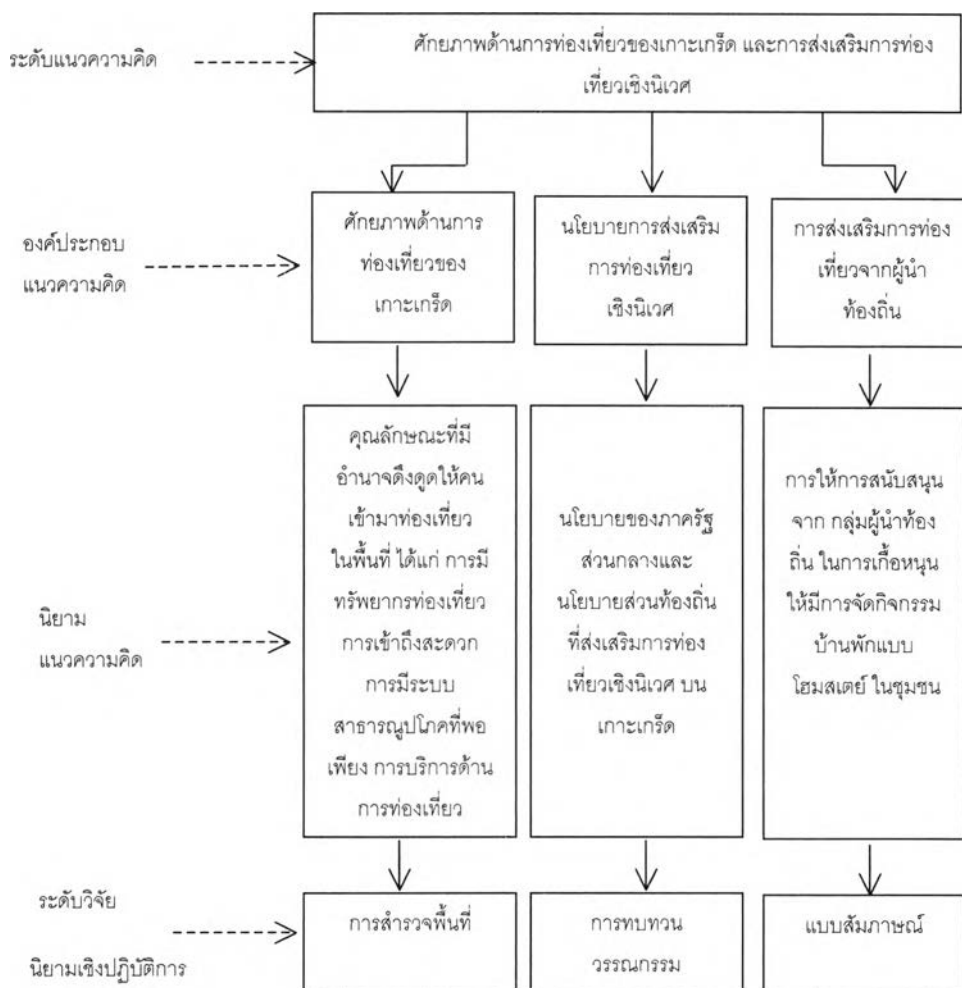 ระดับแนวความคิด
ศักยภาพด้านการท่องเที่ยวของเกาะเกร็ด และการส่งเสริมการท่อง
เที่ยวเชิงนิเวศ
องค์ประกอบ
แนวความคิด
ศักยภาพด้านการ
ท่องเที่ยวของ
เกาะเกร็ด
นโยบายการส่งเสริม
การท่องเที่ยว
เชิงนิเวศ
การส่งเสริมการท่อง
เที่ยวจากผู้นำ
ท้องถิ่น
นิยาม
แนวความคิด
คุณลักษณะที่มี
อำนาจดึงดูดให้คน
เข้ามาท่องเที่ยว
ในพื้นที่ ได้แก่ การมี
ทรัพยากรท่องเที่ยว
การเข้าถึงสะดวก
การมีระบบ
สาธารณูปโภคที่พอ
เพียง การบริการด้าน
การท่องเที่ยว
นโยบายของภาครัฐ
ส่วนกลางและ
นโยบายส่วนท้องถิ่น
ที่ส่งเสริมการท่อง
เที่ยวเชิงนิเวศ บน
เกาะเกร็ด
การให้การสนับสนุน
จาก กลุ่มผู้นำท้อง
ถิ่น ในการเกื้อหนุน
ให้มีการจัดกิจกรรม
บ้านพักแบบ
โฮมสเตย์ ในชุมชน
ระดับวิจัย
นิยามเชิงปฏิบัติการ
การสำรวจพื้นที่
การทบทวน
วรรณกรรม
แบบสัมภาษณ์